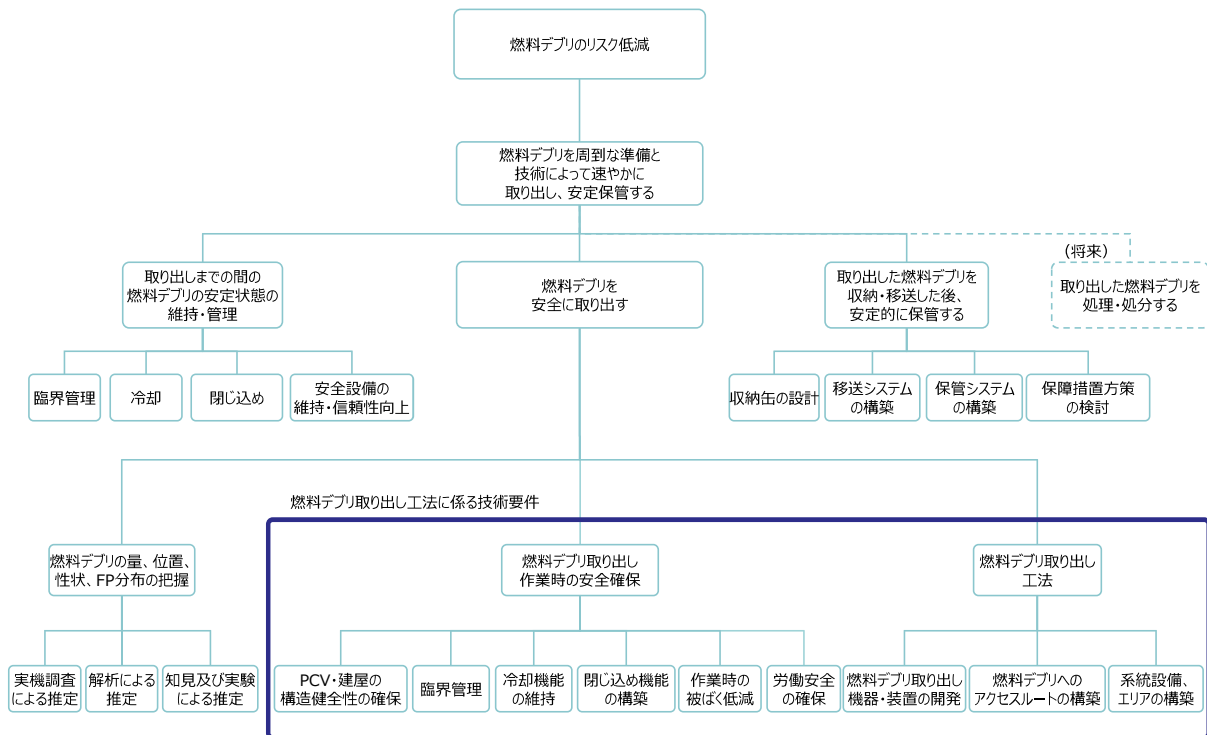 燃料デブリのリスク低減
燃料デブリを周到な準備と
技術によって速やかに
取り出し、安定保管する
(将来)
取り出しまでの間の
燃料デブリの安定状態の
維持・管理
燃料デブリを
安全に取り出す
取り出した燃料デブリを
収納・移送した後、
安定的に保管する
取り出した燃料デブリを
処理・処分する
臨界管理
冷却
閉じ込め
安全設備の
維持・信頼性向上
収納缶の設計
移送システム
の構築
保管システム
の構築
保障措置方策
の検討
燃料デブリ取り出し工法に係る技術要件
燃料デブリの量、位置、
性状、FP分布の把握
燃料デブリ取り出し
作業時の安全確保
燃料デブリ取り出し
工法
実機調査
による推定
解析による
推定
知見及び実験
による推定
PCV・建屋の
構造健全性の確保
臨界管理
冷却機能
の維持
閉じ込め機能
の構築
作業時の
被ばく低減
労働安全
の確保
燃料デブリ取り出し
機器・装置の開発
燃料デブリへの
アクセスルートの構築
系統設備、
エリアの構築